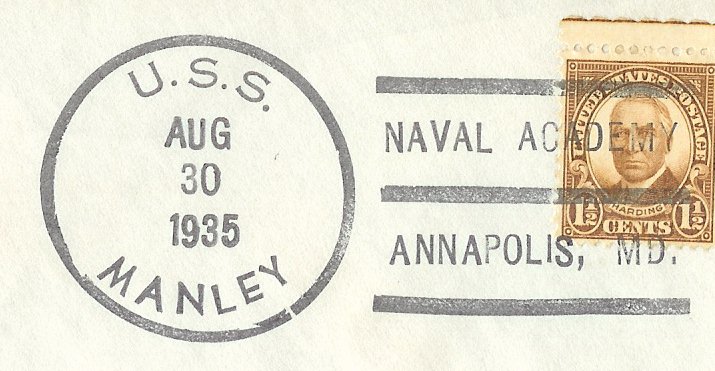 U.S.S.
AUG
30
1935
MANLEY
NAVAL ACADEMY
ANNAPOLIS, MD.
UNITED STATES POSTAGE
HARDING
1½ CENTS 1½